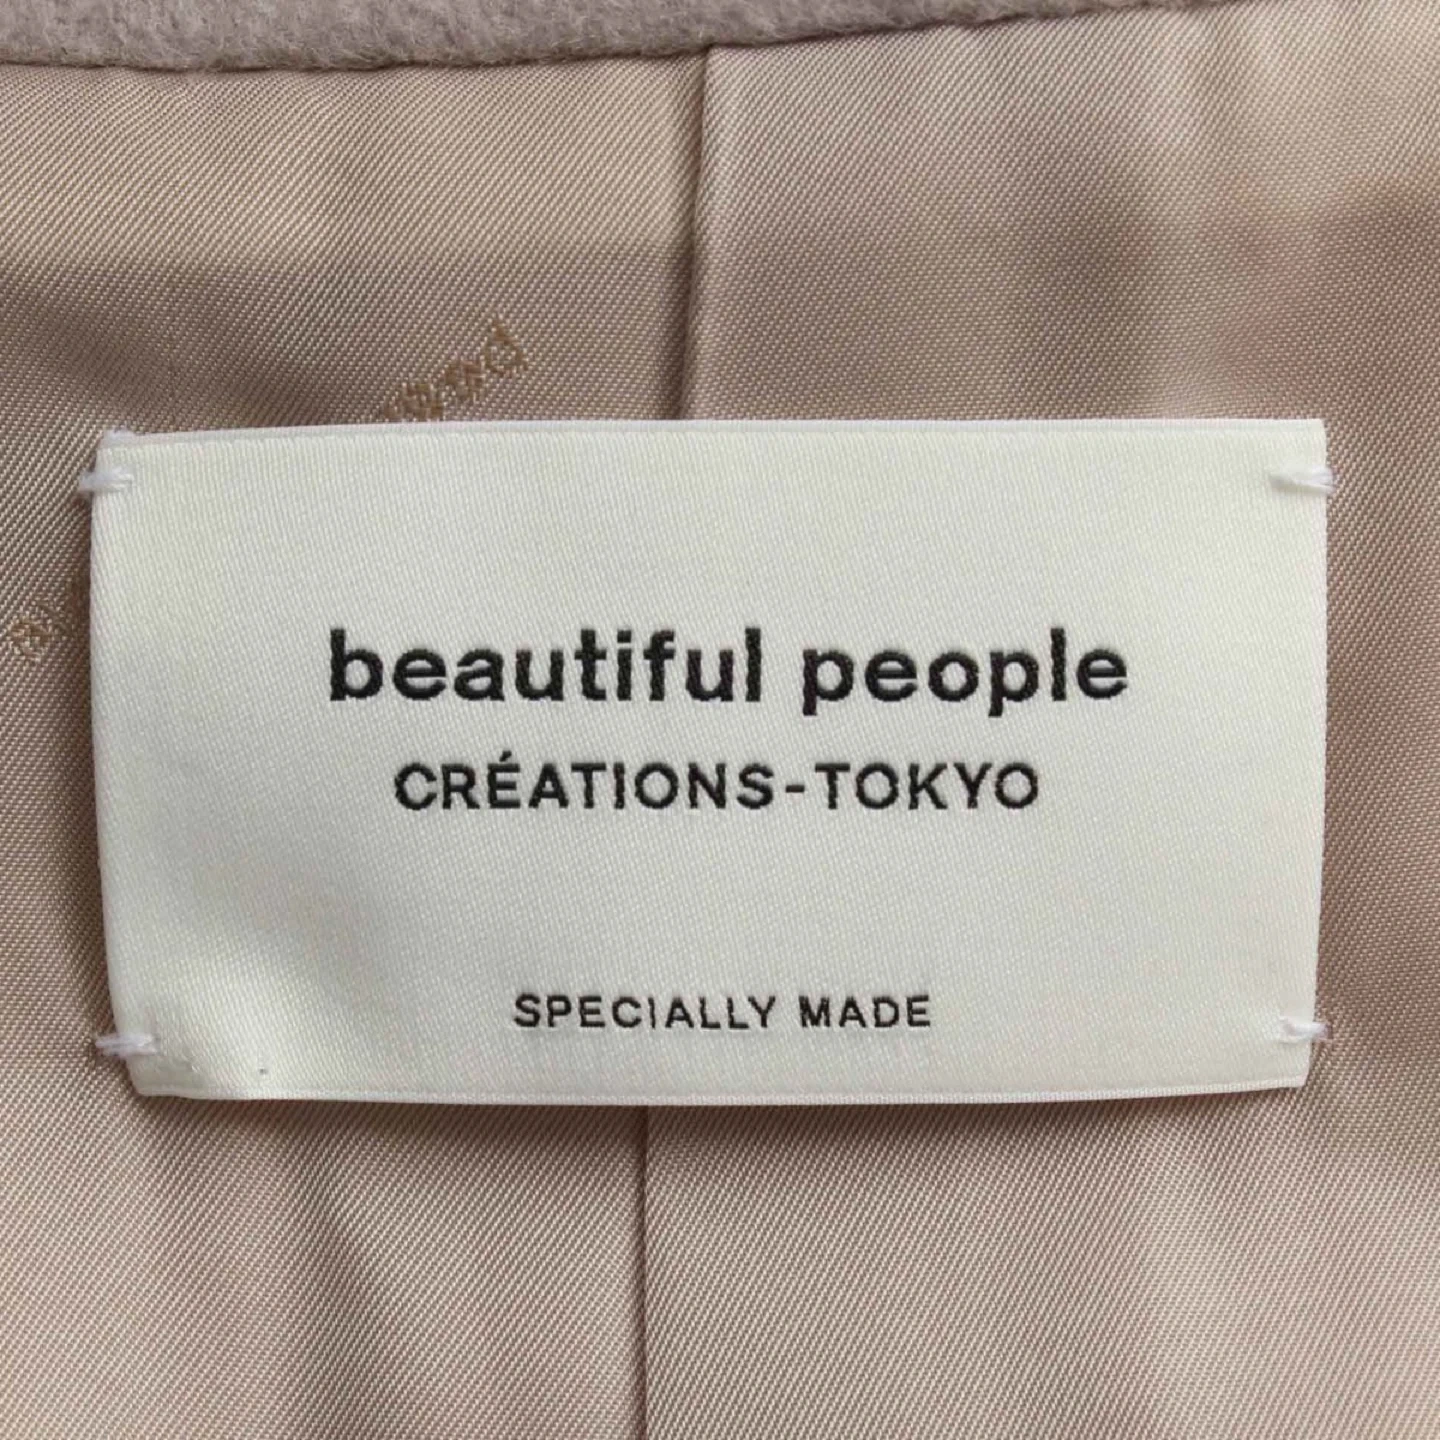 beautiful people
CRÉATIONS-TOKYO
SPECIALLY MADE